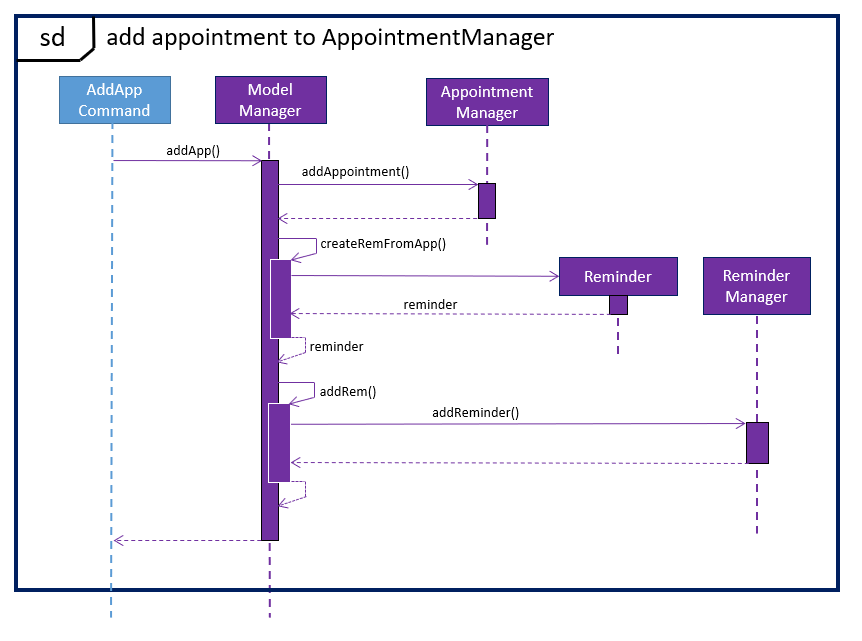 sd
add appointment to AppointmentManager
AddApp
Command
Model
Manager
Appointment
Manager
addApp()
addAppointment()
createRemFromApp()
Reminder
Reminder
Manager
reminder
reminder
addRem()
addReminder()